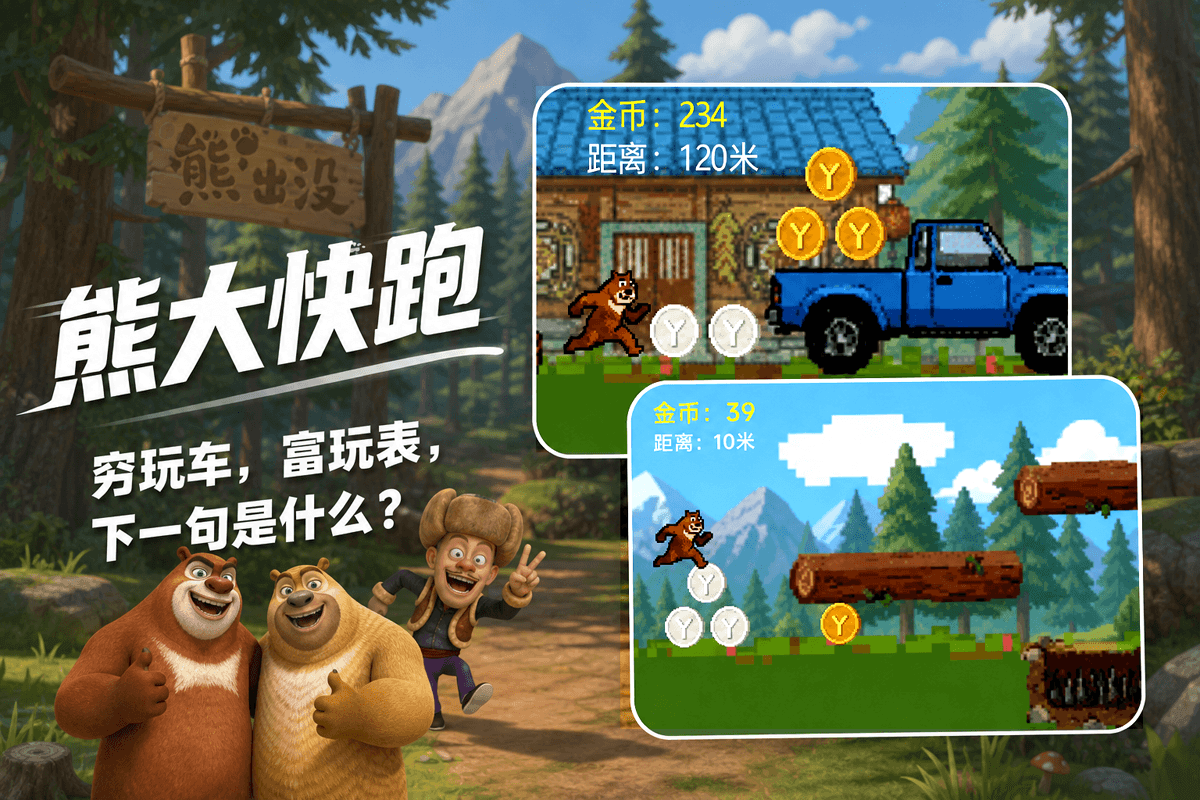 熊出没
熊大快跑
穷玩车，富玩表，
下一句是什么？
金币：234
距离：120米
Y
Y Y
Y Y
金币：39
距离：10米
Y
Y Y
Y